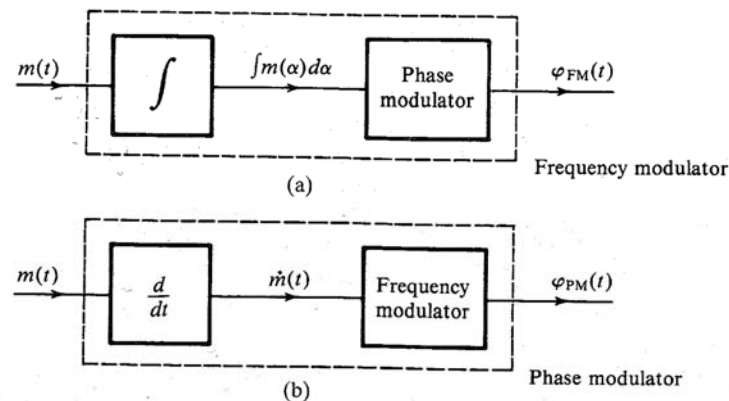 m(t)
∫
∫m(α)dα
Phase
modulator
φFM(t)
Frequency modulator
(a)
m(t)
d
dt
ṁ(t)
Frequency
modulator
φPM(t)
Phase modulator
(b)